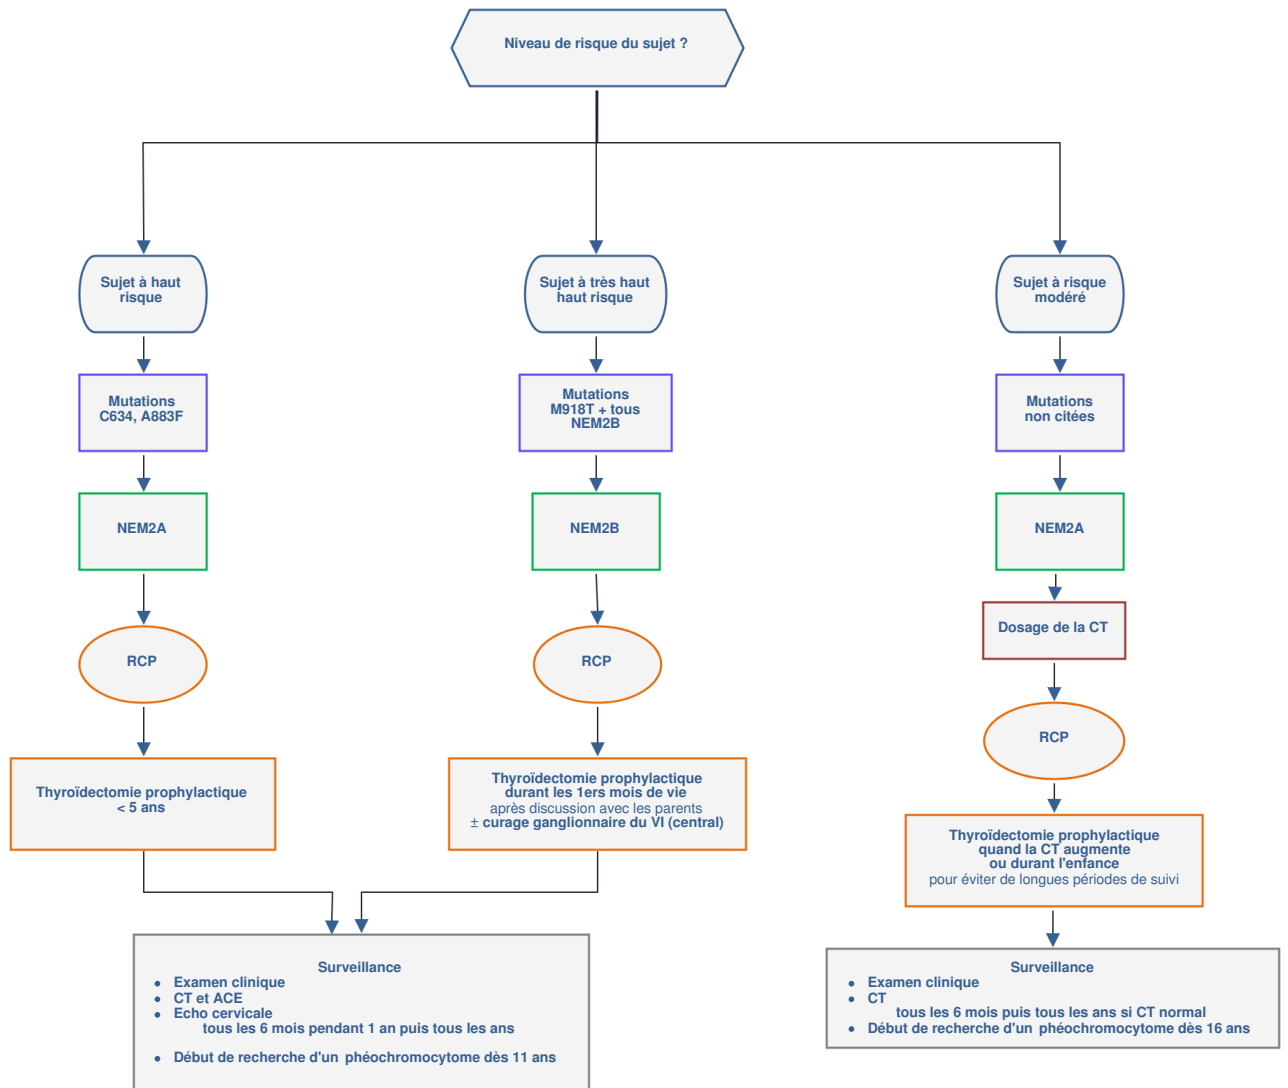 Niveau de risque du sujet ?
Sujet à haut
risque
Mutations
C634, A883F
NEM2A
RCP
Thyroïdectomie prophylactique
< 5 ans
Sujet à très haut
haut risque
Mutations
M918T + tous
NEM2B
NEM2B
RCP
Thyroïdectomie prophylactique
durant les 1ers mois de vie
après discussion avec les parents
± curage ganglionnaire du VI (central)
Surveillance
• Examen clinique
• CT et ACE
• Echo cervicale
tous les 6 mois pendant 1 an puis tous les ans
• Début de recherche d'un phéochromocytome dès 11 ans
Sujet à risque
modéré
Mutations
non citées
NEM2A
Dosage de la CT
RCP
Thyroïdectomie prophylactique
quand la CT augmente
ou durant l'enfance
pour éviter de longues périodes de suivi
Surveillance
• Examen clinique
• CT
tous les 6 mois puis tous les ans si CT normal
• Début de recherche d'un phéochromocytome dès 16 ans